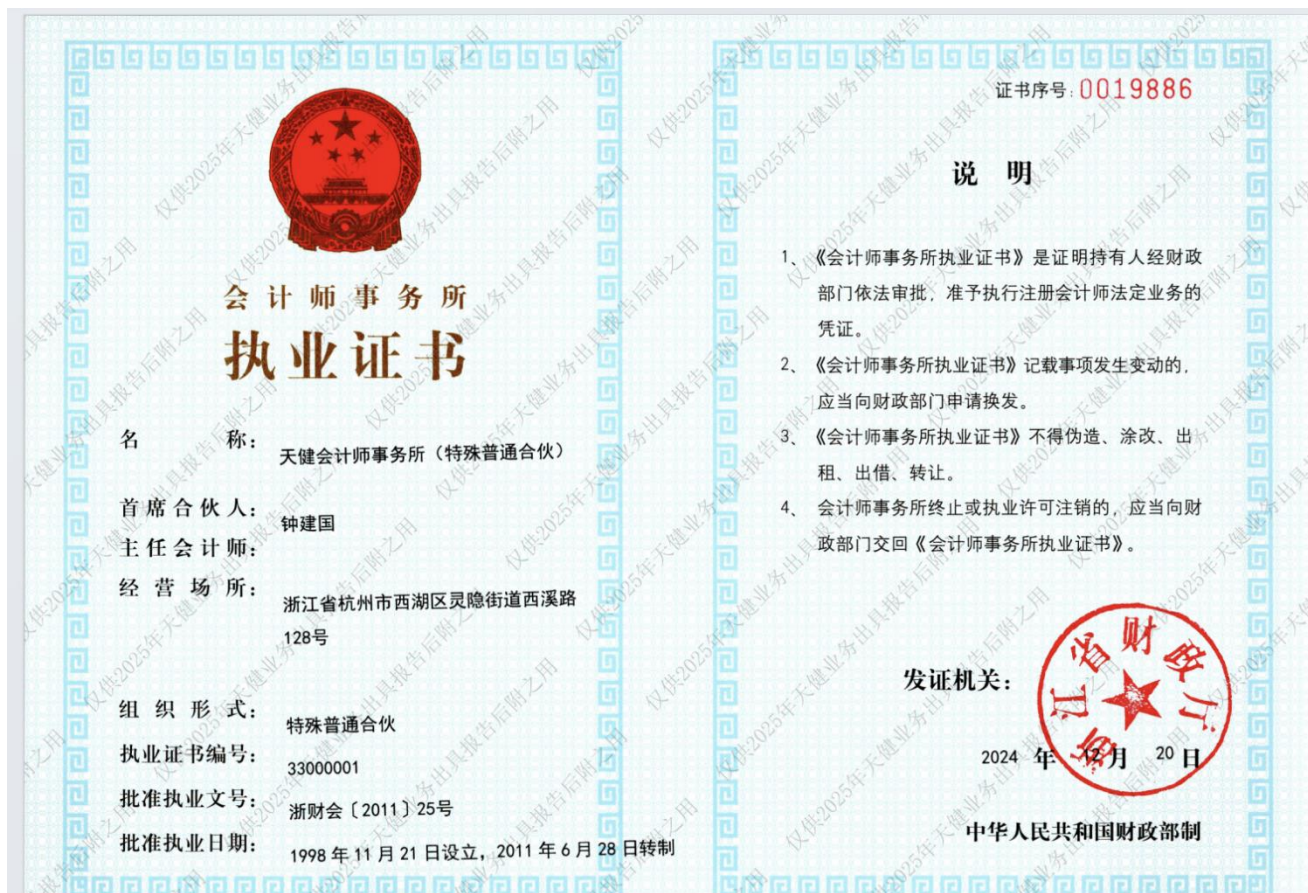 会计师事务所
执业证书
名称：
天健会计师事务所（特殊普通合伙）
首席合伙人：
钟建国
主任会计师：
经营场所：
浙江省杭州市西湖区灵隐街道西溪路
128号
组织形式：
特殊普通合伙
执业证书编号：
33000001
批准执业文号：
浙财会〔2011〕25号
批准执业日期：
1998年11月21日设立，2011年6月28日转制
证书序号：0019886
说明
1、《会计师事务所执业证书》是证明持有人经财政
部门依法审批，准予执行注册会计师法定业务的
凭证。
2、《会计师事务所执业证书》记载事项发生变动的，
应当向财政部门申请换发。
3、《会计师事务所执业证书》不得伪造、涂改、出
租、出借、转让。
4、会计师事务所终止或执业许可注销的，应当向财
政部门交回《会计师事务所执业证书》。
发证机关：
浙江省财政厅
2024年12月20日
中华人民共和国财政部制
仅供2025年天健业务出具报告后附之用